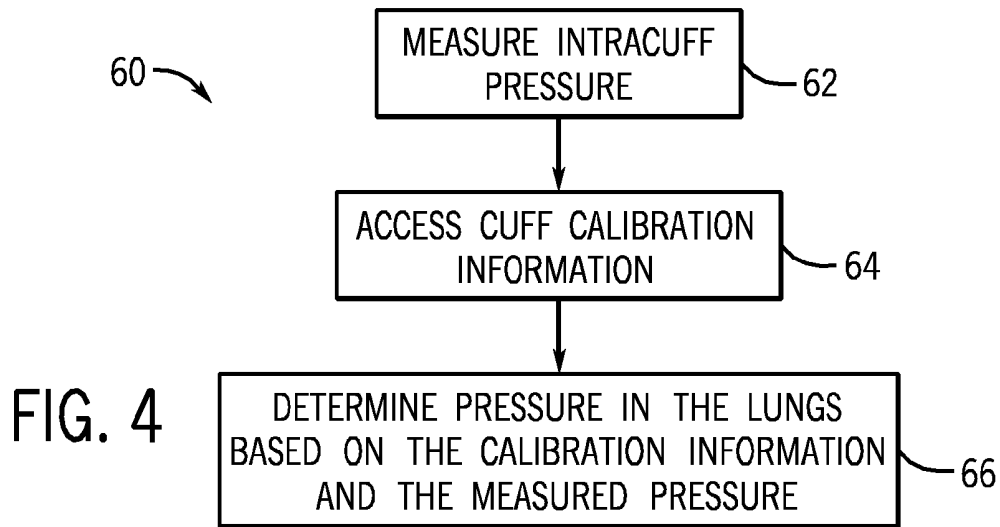 MEASURE INTRACUFF
PRESSURE
60
62
ACCESS CUFF CALIBRATION
INFORMATION
64
FIG. 4
DETERMINE PRESSURE IN THE LUNGS
BASED ON THE CALIBRATION INFORMATION
AND THE MEASURED PRESSURE
66